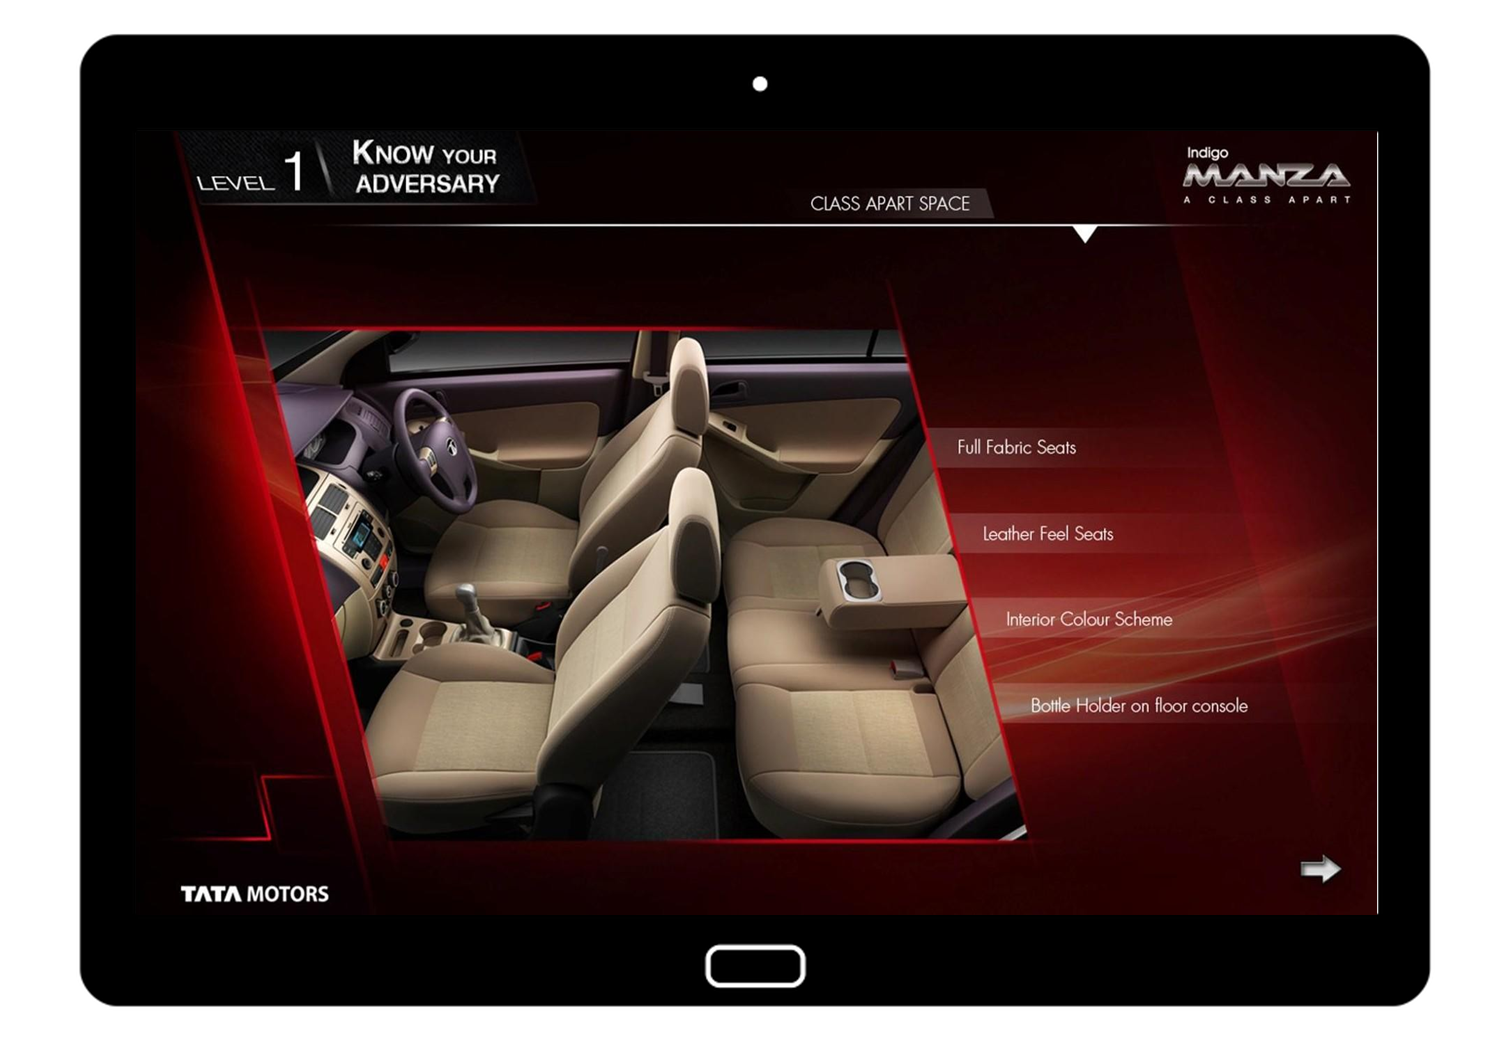 LEVEL 1
KNOW YOUR
ADVERSARY
CLASS APART SPACE
Indigo
MANZA
A CLASS APART
Full Fabric Seats
Leather Feel Seats
Interior Colour Scheme
Bottle Holder on floor console
TATA MOTORS